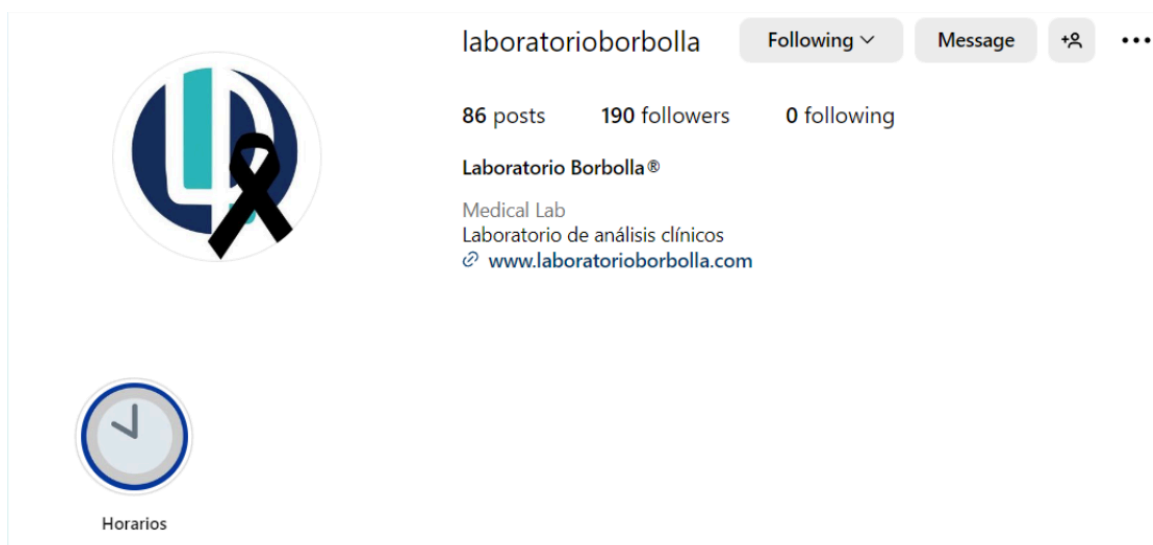 laboratorioborbolla Following Message
86 posts 190 followers 0 following
Laboratorio Borbolla®
Medical Lab
Laboratorio de análisis clínicos
www.laboratorioborbolla.com
Horarios